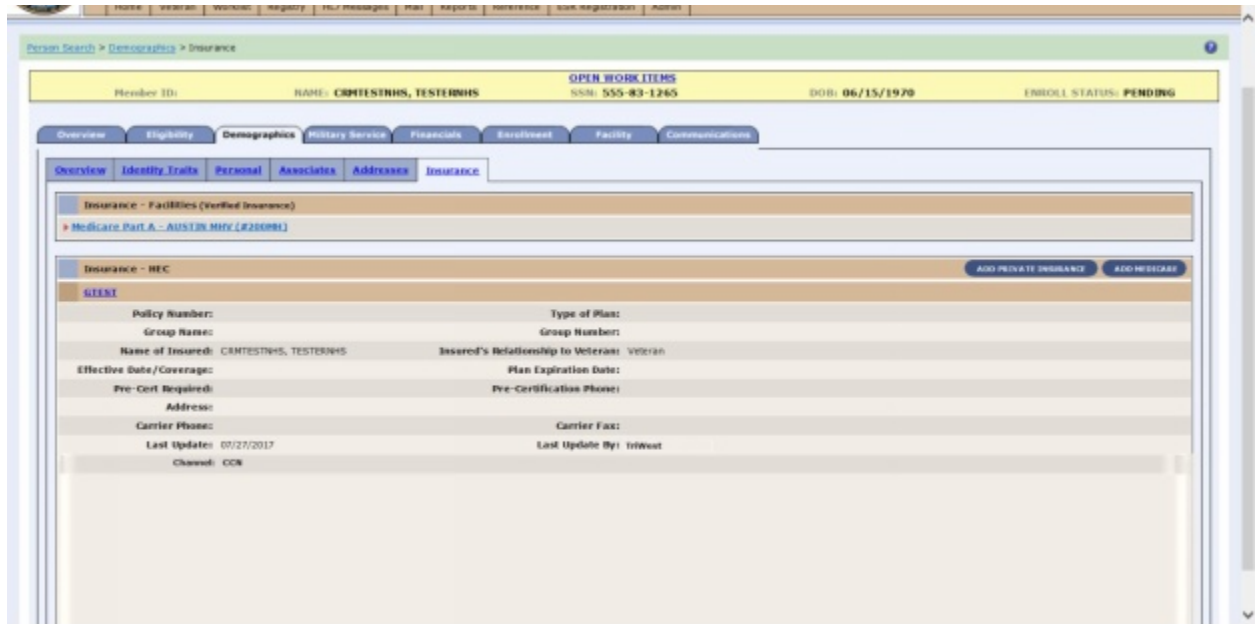 Home Veteran Worklist Registry HL7 Messages Mail Reports Reference ESR Registration Admin
Person Search > Demographics > Insurance
OPEN WORK ITEMS
Member ID: NAME: CRMTESTNHS, TESTERNHS SSN: 555-83-1265 DOB: 06/15/1970 ENROLL STATUS: PENDING
Overview Eligibility Demographics Military Service Financials Enrollment Facility Communications
Overview Identity Traits Personal Associates Addresses Insurance
Insurance - Facilities (Verified Insurance)
Medicare Part A - AUSTIN MHV (#200MH)
Insurance - HEC ADD PRIVATE INSURANCE ADD MEDICARE
Policy Number: Type of Plan:
Group Name: Group Number:
Name of Insured: CRMTESTNHS, TESTERNHS Insured's Relationship to Veteran: Veteran
Effective Date/Coverage: Plan Expiration Date:
Pre-Cert Required: Pre-Certification Phone:
Address:
Carrier Phone: Carrier Fax:
Last Update: 07/27/2017 Last Update By: TriWest
Channel: CCN